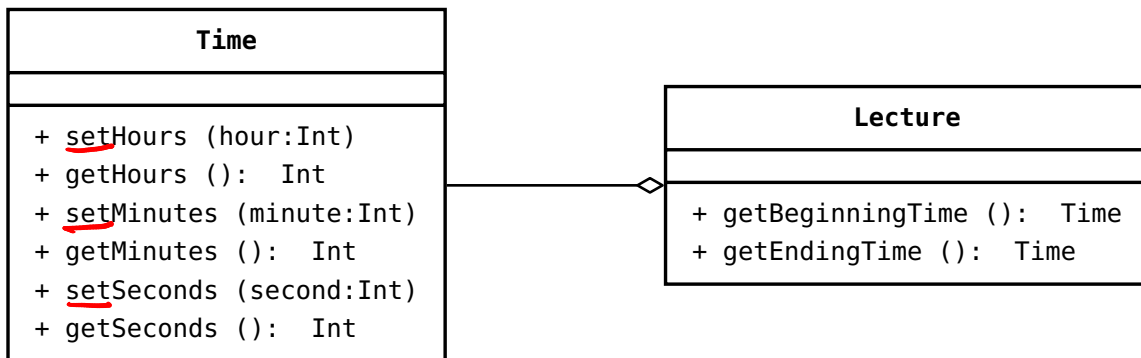 Time
+ setHours (hour:Int)
+ getHours (): Int
+ setMinutes (minute:Int)
+ getMinutes (): Int
+ setSeconds (second:Int)
+ getSeconds (): Int
Lecture
+ getBeginningTime (): Time
+ getEndingTime (): Time